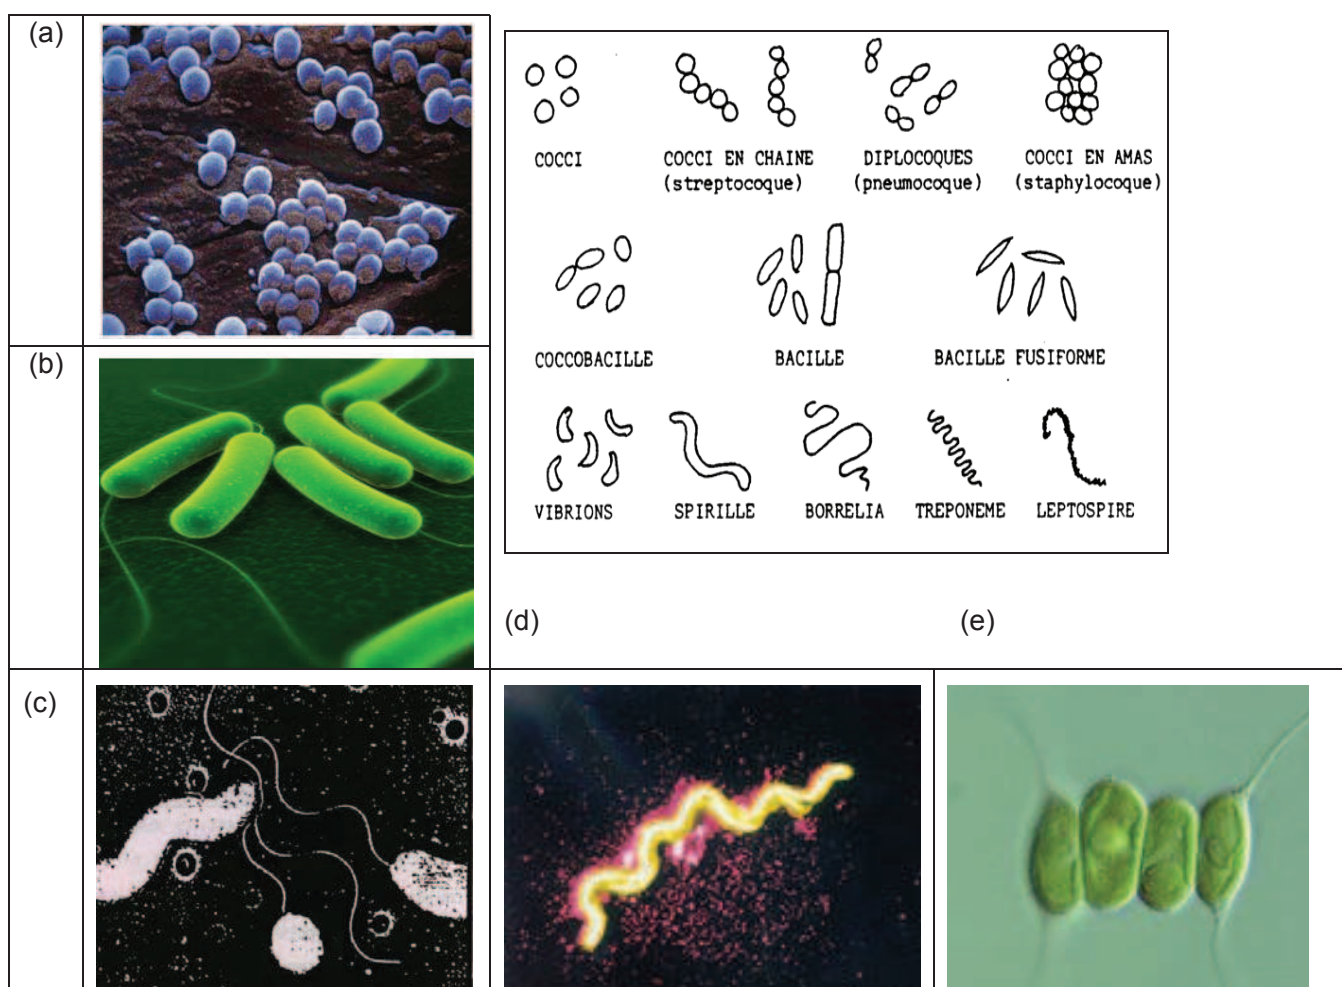 (a)
COCCI
COCCI EN CHAINE
(streptocoque)
DIPLOCOQUES
(pneumocoque)
COCCI EN AMAS
(staphylocoque)
(b)
COCCOBACILLE
BACILLE
BACILLE FUSIFORME
VIBRIONS
SPIRILLE
BORRELIA
TREPONEME
LEPTOSPIRE
(d)
(e)
(c)